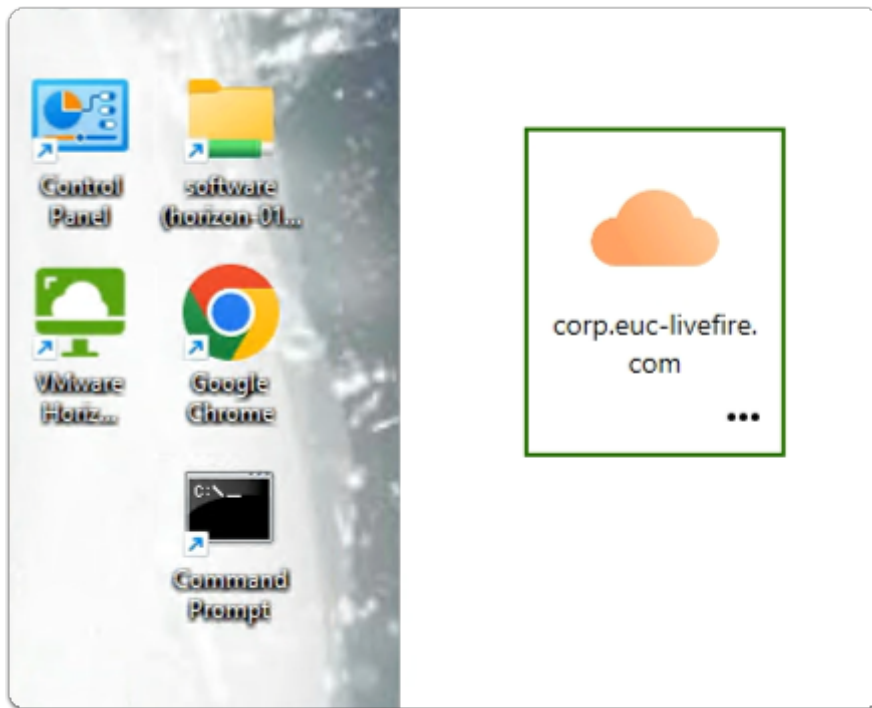 Control
Panel
software
(horizon-01...
VMware
Horiz...
Google
Chrome
C:\_
Command
Prompt
corp.euc-livefire.
com
•••